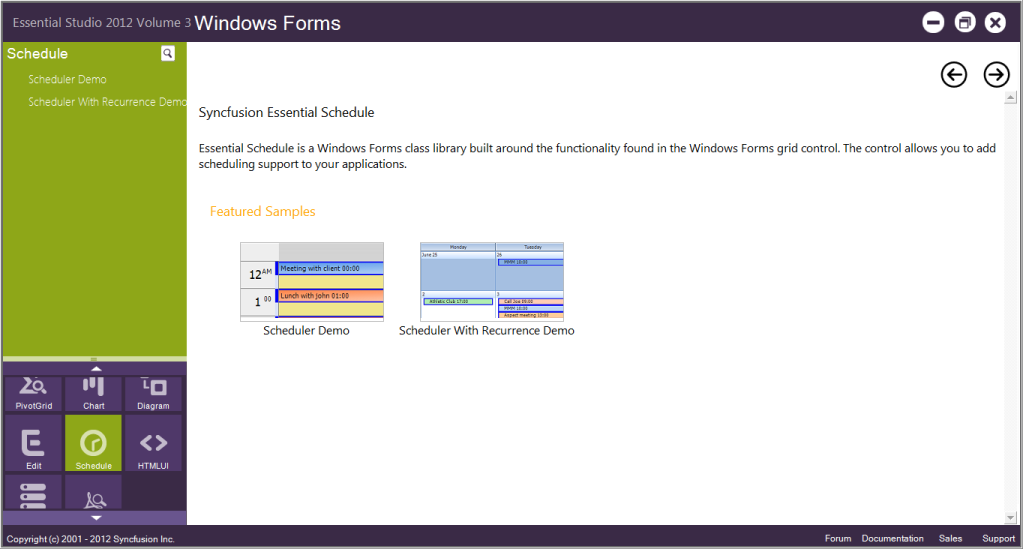 Essential Studio 2012 Volume 3 Windows Forms
Schedule
Scheduler Demo
Scheduler With Recurrence Demo
Syncfusion Essential Schedule
Essential Schedule is a Windows Forms class library built around the functionality found in the Windows Forms grid control. The control allows you to add
scheduling support to your applications.
Featured Samples
12 AM
Meeting with client 00:00
1 00
Lunch with john 01:00
Monday
Tuesday
June 25
26
MMM 10:00
2
3
Athletic Club 17:00
Call Joe 09:00
MMM 10:00
Aspect meeting 13:00
Scheduler Demo
Scheduler With Recurrence Demo
PivotGrid
Chart
Diagram
Edit
Schedule
HTMLUI
Copyright (c) 2001 - 2012 Syncfusion Inc.
Forum
Documentation
Sales
Support